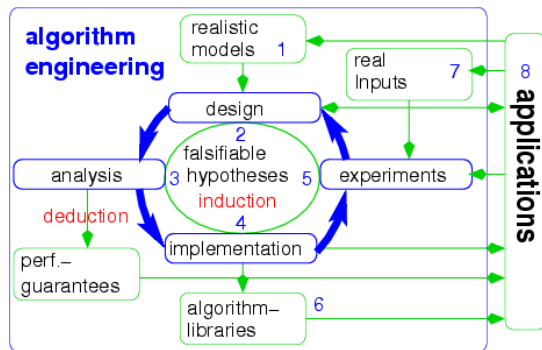 algorithm
engineering
realistic
models 1
real
Inputs 7
8
applications
design
2
falsifiable
hypotheses
induction
3
5
4
analysis
experiments
deduction
implementation
perf.–
guarantees
algorithm–
libraries
6